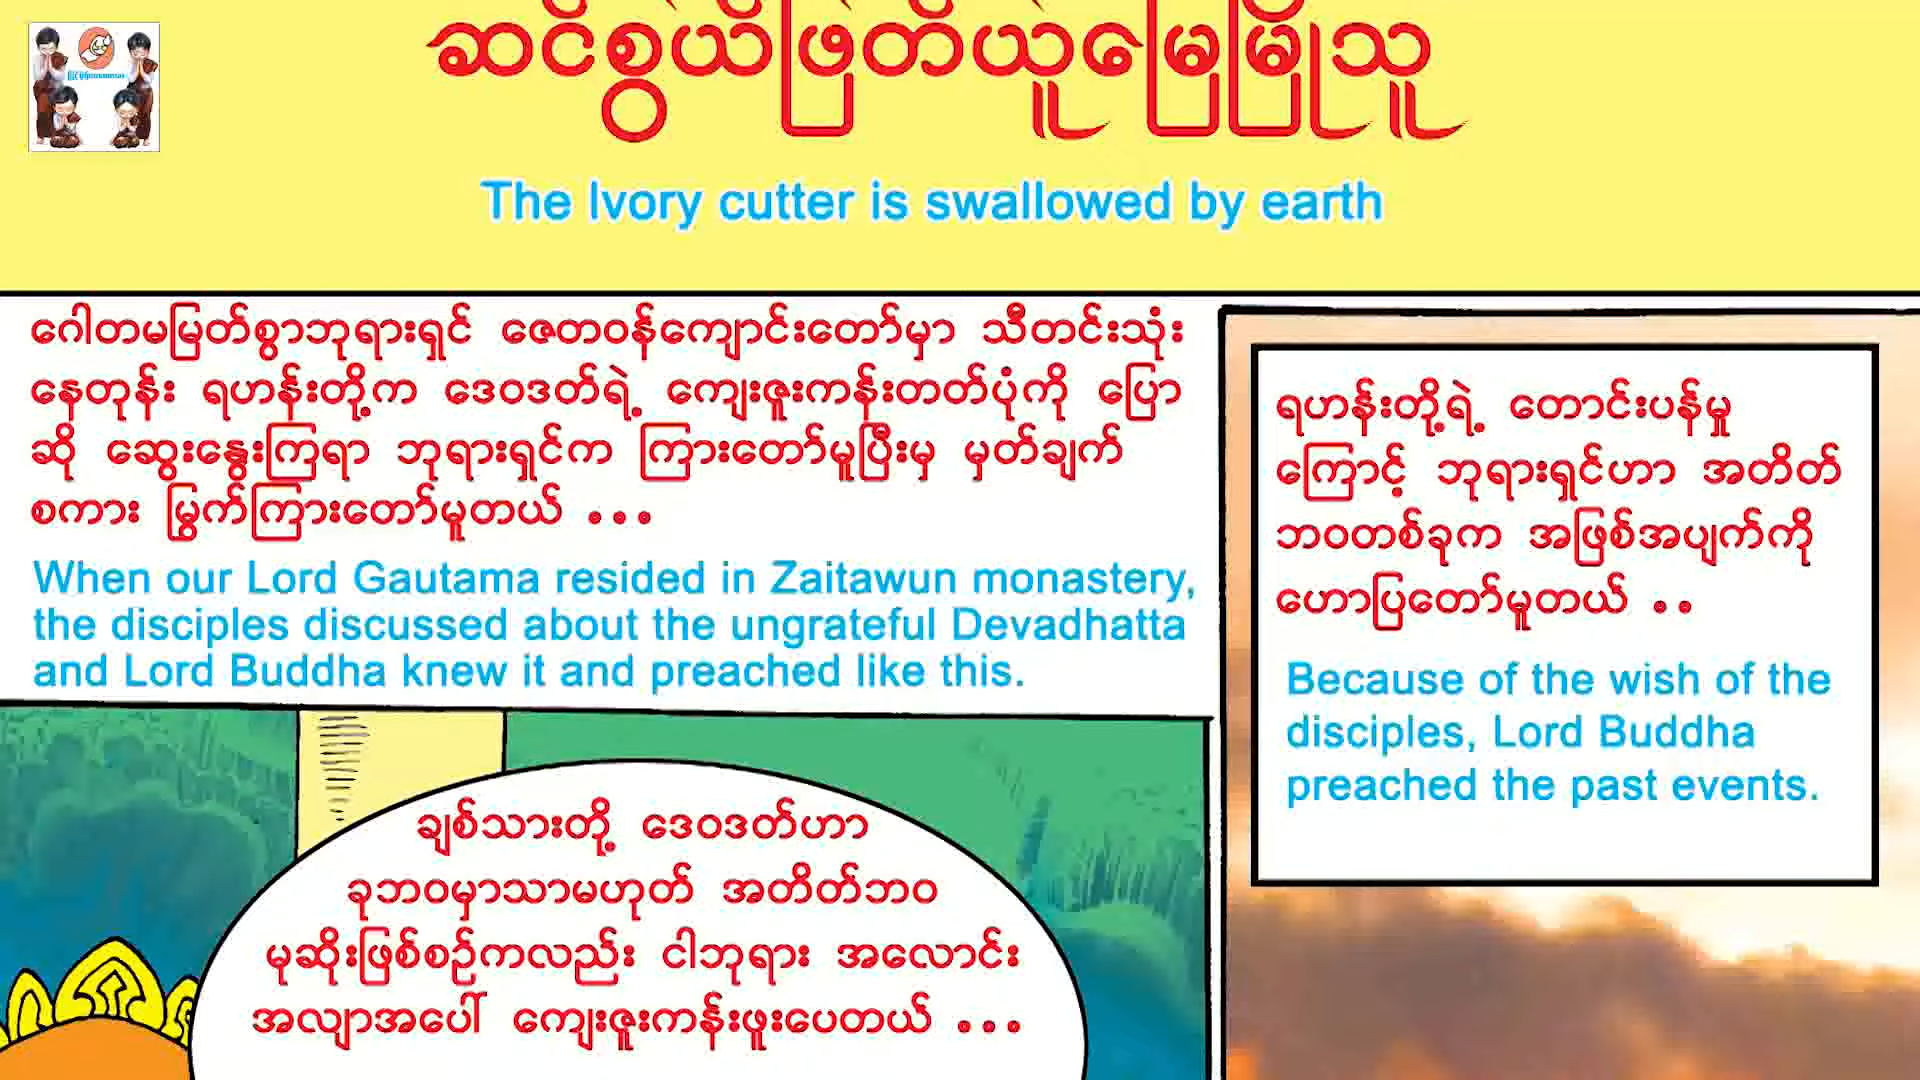 ဆင်စွယ်ဖြတ်ယူမြေမြိုသူ
The Ivory cutter is swallowed by earth
ဂေါတမမြတ်စွာဘုရားရှင် ဇေတဝန်ကျောင်းတော်မှာ သီတင်းသုံး
နေတုန်း ရဟန်းတို့က ဒေဝဒတ်ရဲ့ ကျေးဇူးကန်းတတ်ပုံကို ပြော
ဆို ဆွေးနွေးကြရာ ဘုရားရှင်က ကြားတော်မူပြီးမှ မှတ်ချက်
စကား မြွက်ကြားတော်မူတယ် ...
When our Lord Gautama resided in Zaitawun monastery,
the disciples discussed about the ungrateful Devadhatta
and Lord Buddha knew it and preached like this.
ရဟန်းတို့ရဲ့ တောင်းပန်မှု
ကြောင့် ဘုရားရှင်ဟာ အတိတ်
ဘဝတစ်ခုက အဖြစ်အပျက်ကို
ဟောပြတော်မူတယ် ..
Because of the wish of the
disciples, Lord Buddha
preached the past events.
ချစ်သားတို့ ဒေဝဒတ်ဟာ
ခုဘဝမှာသာမဟုတ် အတိတ်ဘဝ
မုဆိုးဖြစ်စဉ်ကလည်း ငါဘုရား အလောင်း
အလျာအပေါ် ကျေးဇူးကန်းဖူးပေတယ် ...